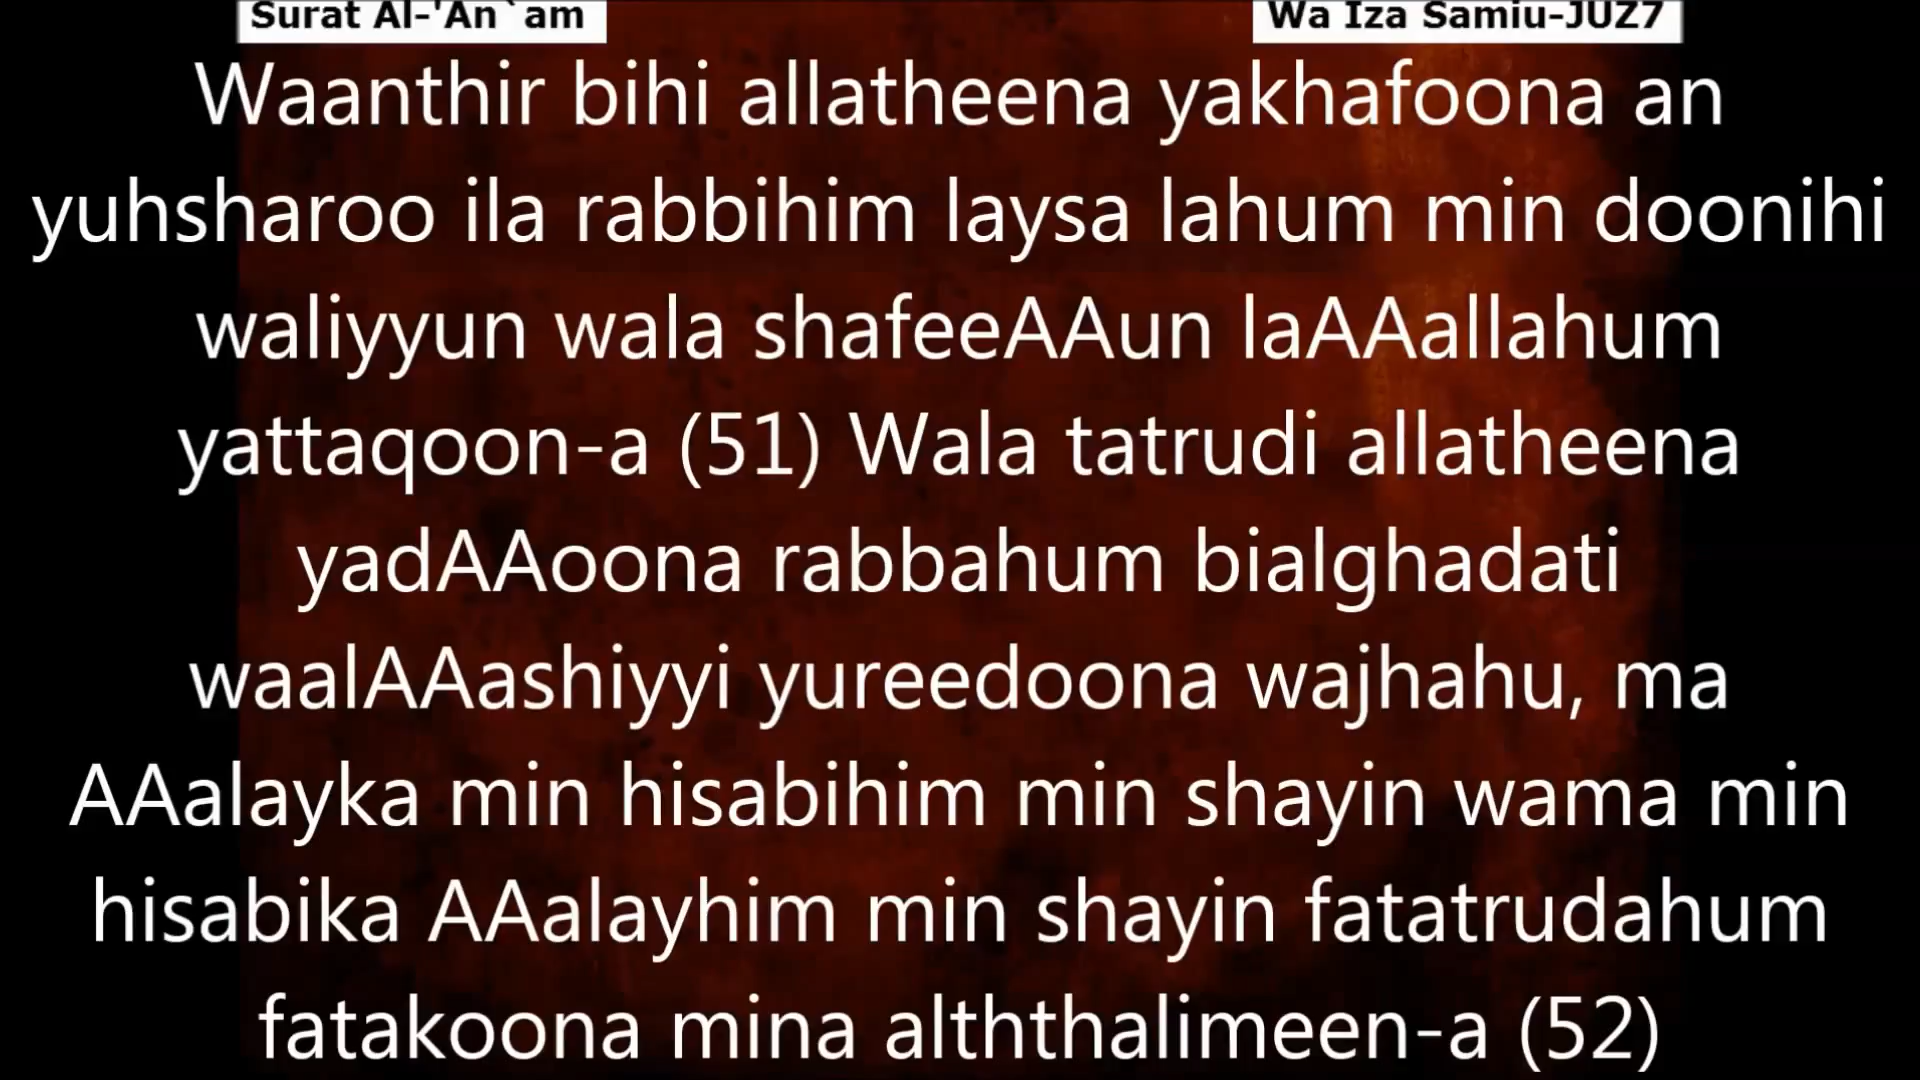 Surat Al-'An`am
Wa Iza Samiu-JUZ7
Waanthir bihi allatheena yakhafoona an
yuhsharoo ila rabbihim laysa lahum min doonihi
waliyyun wala shafeeAAun laAAallahum
yattaqoon-a (51) Wala tatrudi allatheena
yadAAoona rabbahum bialghadati
waalAAashiyyi yureedoona wajhahu, ma
AAalayka min hisabihim min shayin wama min
hisabika AAalayhim min shayin fatatrudahum
fatakoona mina alththalimeen-a (52)